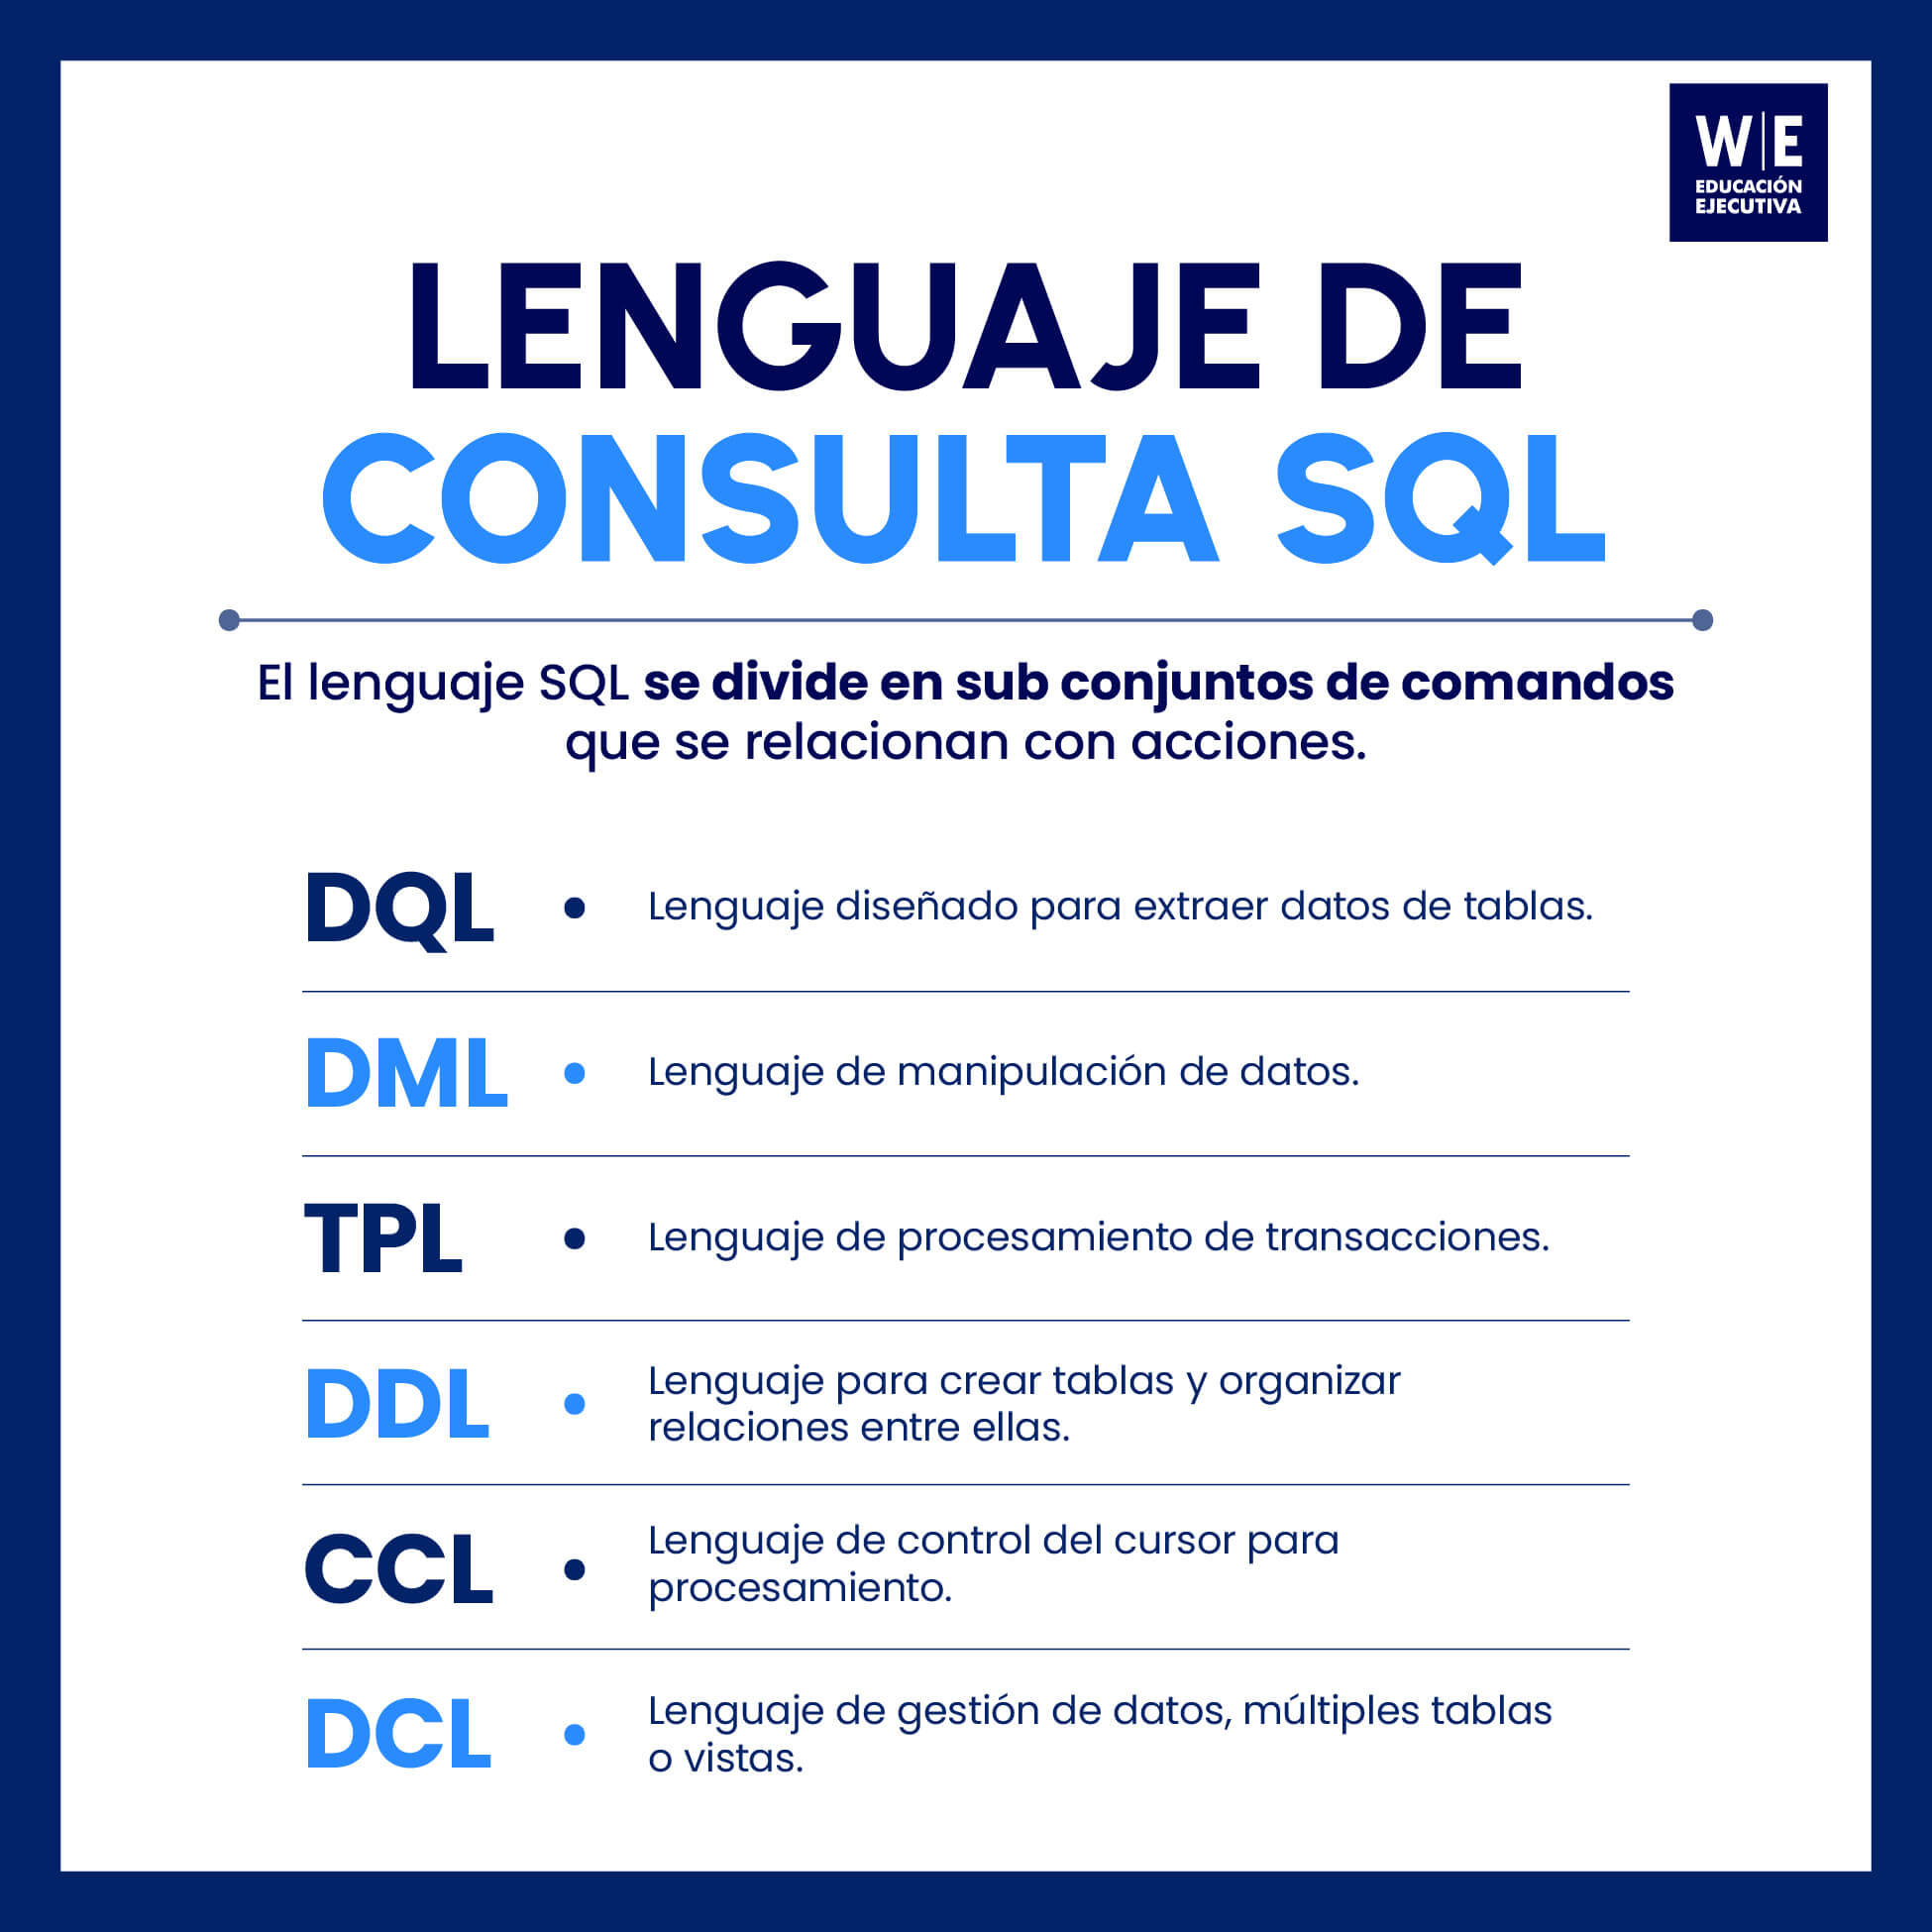 W|E
EDUCACIÓN
EJECUTIVA
LENGUAJE DE
CONSULTA SQL
El lenguaje SQL se divide en sub conjuntos de comandos
que se relacionan con acciones.
DQL • Lenguaje diseñado para extraer datos de tablas.
DML • Lenguaje de manipulación de datos.
TPL • Lenguaje de procesamiento de transacciones.
DDL • Lenguaje para crear tablas y organizar
relaciones entre ellas.
CCL • Lenguaje de control del cursor para
procesamiento.
DCL • Lenguaje de gestión de datos, múltiples tablas
o vistas.